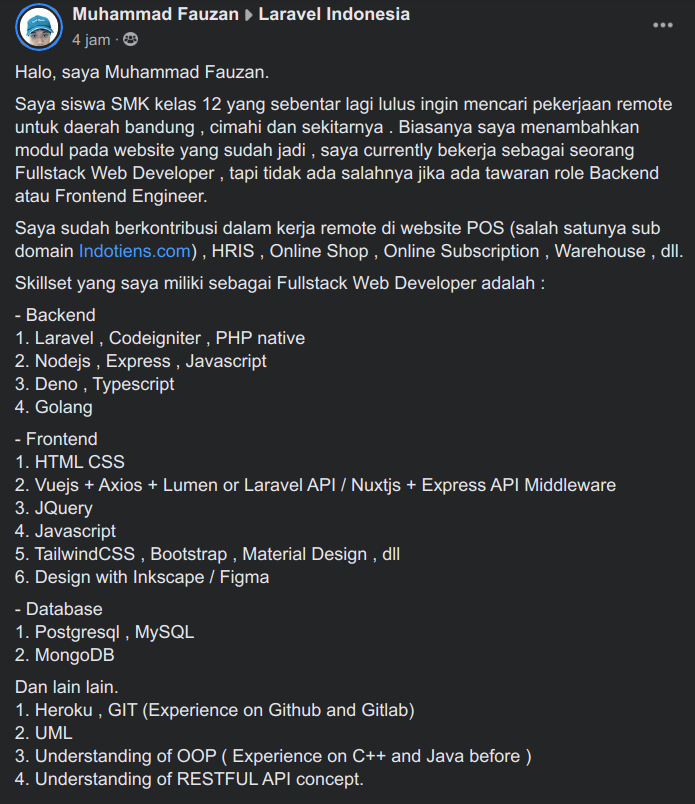 Muhammad Fauzan Laravel Indonesia
4 jam ·
Halo, saya Muhammad Fauzan.
Saya siswa SMK kelas 12 yang sebentar lagi lulus ingin mencari pekerjaan remote
untuk daerah bandung , cimahi dan sekitarnya . Biasanya saya menambahkan
modul pada website yang sudah jadi , saya currently bekerja sebagai seorang
Fullstack Web Developer , tapi tidak ada salahnya jika ada tawaran role Backend
atau Frontend Engineer.
Saya sudah berkontribusi dalam kerja remote di website POS (salah satunya sub
domain Indotiens.com) , HRIS , Online Shop , Online Subscription , Warehouse , dll.
Skillset yang saya miliki sebagai Fullstack Web Developer adalah :
- Backend
1. Laravel , Codeigniter , PHP native
2. Nodejs , Express , Javascript
3. Deno , Typescript
4. Golang
- Frontend
1. HTML CSS
2. Vuejs + Axios + Lumen or Laravel API / Nuxtjs + Express API Middleware
3. JQuery
4. Javascript
5. TailwindCSS , Bootstrap , Material Design , dll
6. Design with Inkscape / Figma
- Database
1. Postgresql , MySQL
2. MongoDB
Dan lain lain.
1. Heroku , GIT (Experience on Github and Gitlab)
2. UML
3. Understanding of OOP ( Experience on C++ and Java before )
4. Understanding of RESTFUL API concept.